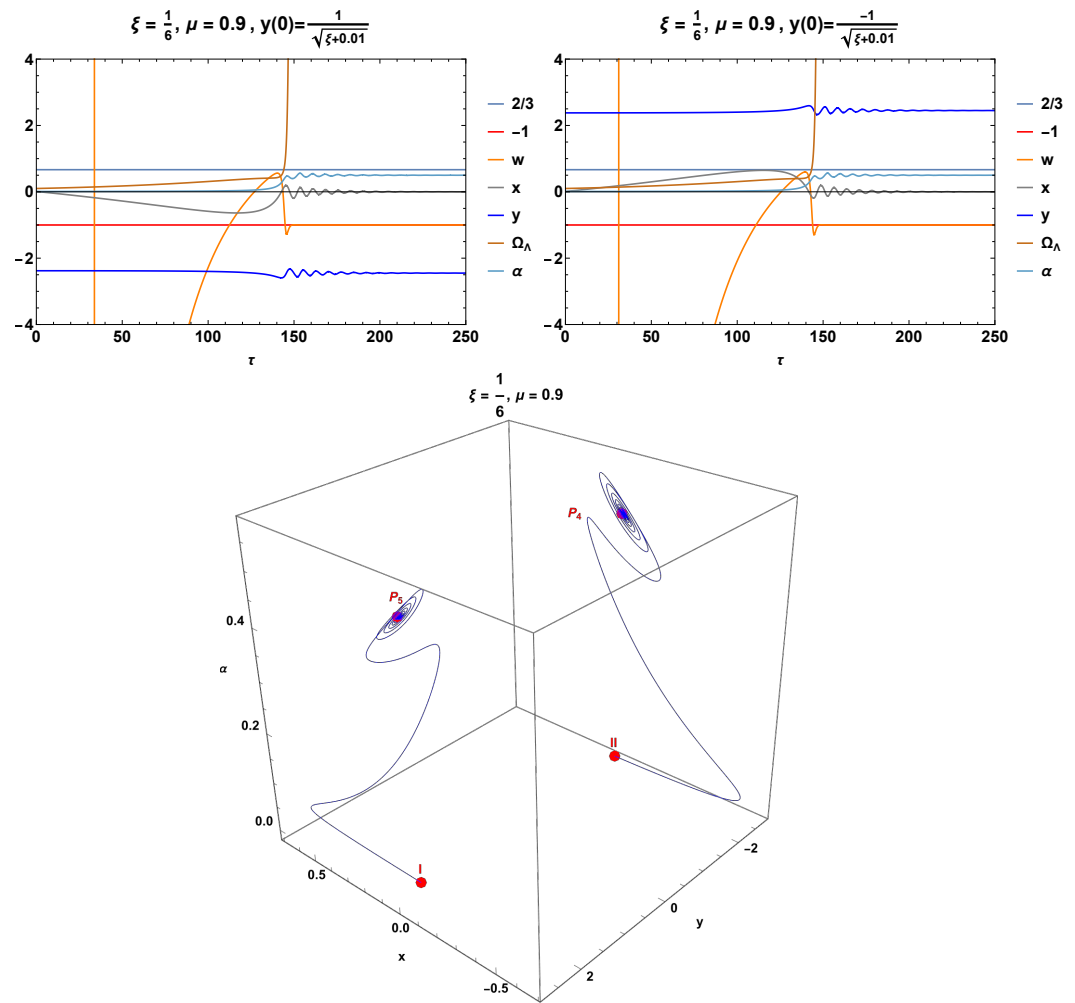 ξ = 1/6, μ = 0.9 , y(0)= 1/√(ξ+0.01)
4
2
0
−2
−4
0 50 100 150 200 250
τ
2/3
−1
w
x
y
Ω_Λ
α
ξ = 1/6, μ = 0.9 , y(0)= −1/√(ξ+0.01)
4
2
0
−2
−4
0 50 100 150 200 250
τ
2/3
−1
w
x
y
Ω_Λ
α
ξ = 1/6, μ = 0.9
P₄
P₅
0.4
α
0.2
II
0.0
−2
I
0.5
0
y
0.0
x
2
−0.5